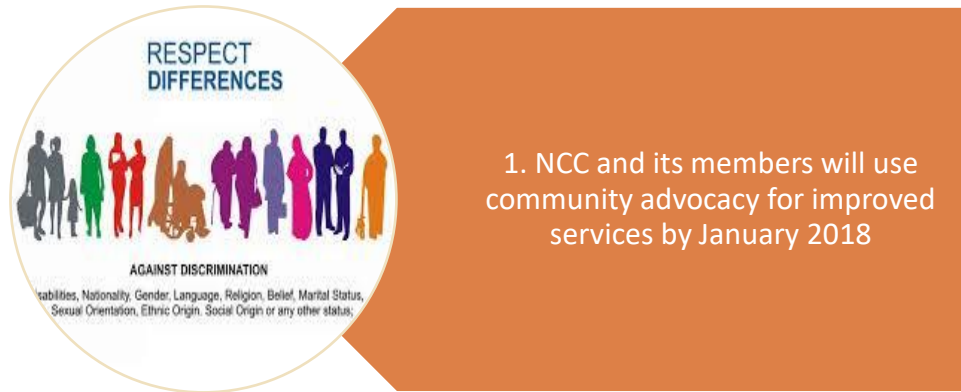 RESPECT
DIFFERENCES
AGAINST DISCRIMINATION
sabilities, Nationality, Gender, Language, Religion, Belief, Marital Status,
Sexual Orientation, Ethnic Origin. Social Origin or any other status;
1. NCC and its members will use
community advocacy for improved
services by January 2018